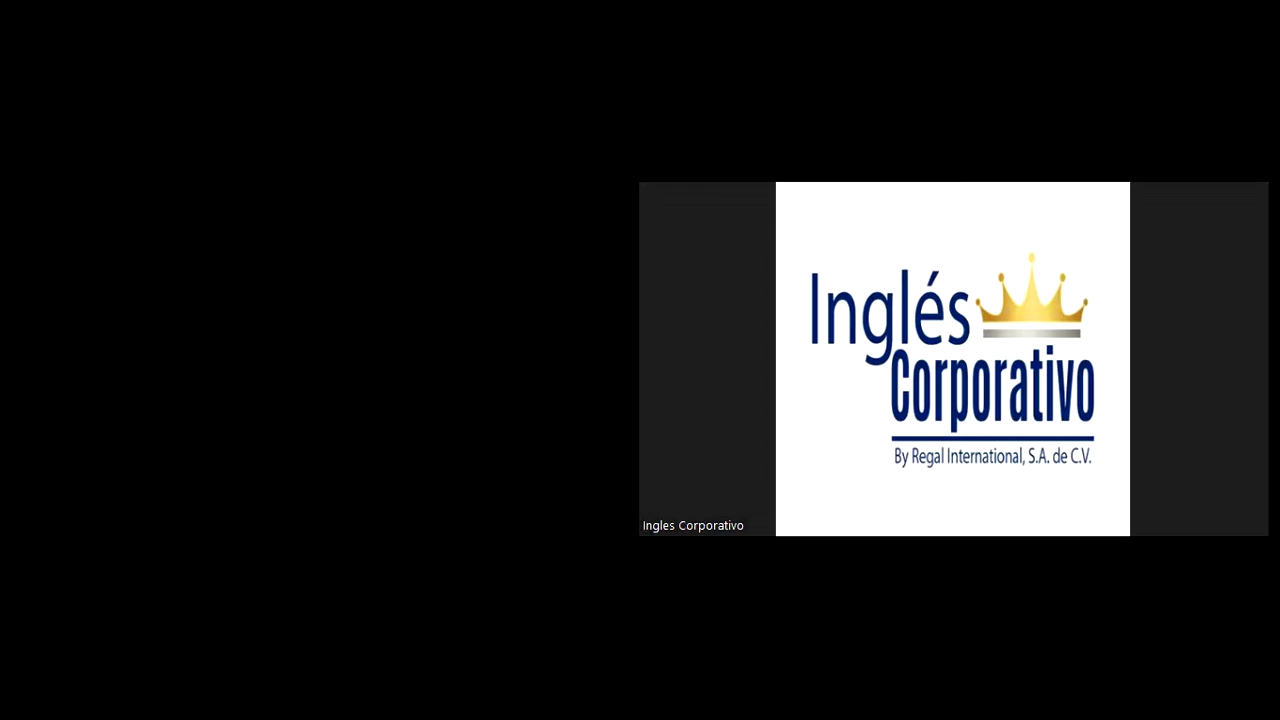 Inglés
Corporativo
By Regal International, S.A. de C.V.
Ingles Corporativo